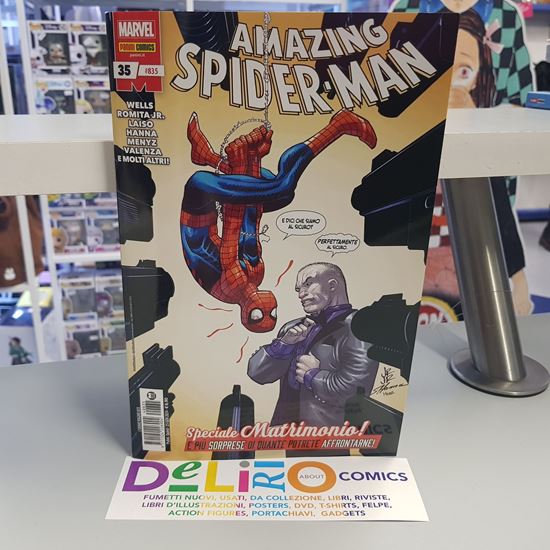 MARVEL
PANINI COMICS
35
#835
AMAZING
SPIDER-MAN
WELLS
ROMITA JR.
LAISO
HANNA
MENYZ
VALENZA
E MOLTI ALTRI!
E DICI CHE SIAMO
AL SICURO?
PERFETTAMENTE
AL SICURO.
Speciale Matrimonio!
E PIÙ SORPRESE DI QUANTE POTRETE AFFRONTARNE!
DeLiRiO ABOUT COMICS
FUMETTI NUOVI, USATI, DA COLLEZIONE, LIBRI, RIVISTE,
LIBRI D'ILLUSTRAZIONI, POSTERS, DVD, T-SHIRTS, FELPE,
ACTION FIGURES, PORTACHIAVI, GADGETS